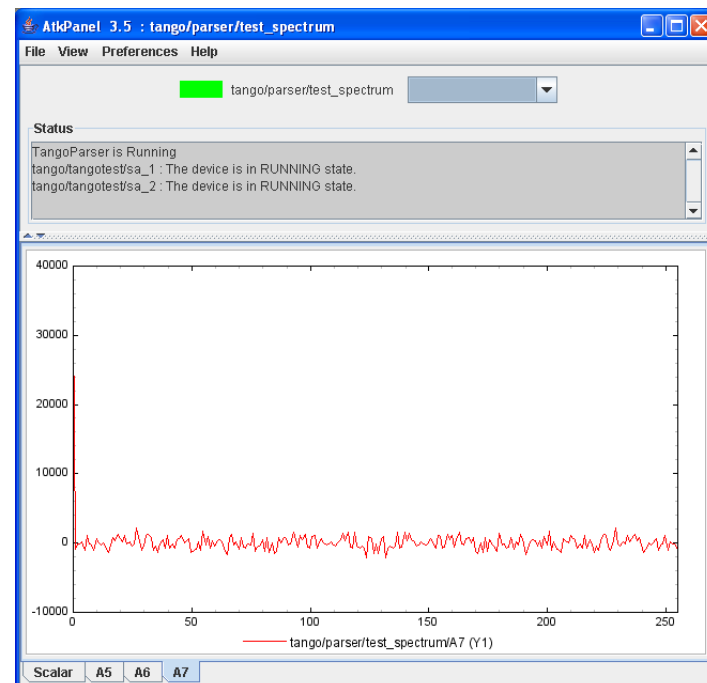 AtkPanel 3.5 : tango/parser/test_spectrum
File View Preferences Help
tango/parser/test_spectrum
Status
TangoParser is Running
tango/tangotest/sa_1 : The device is in RUNNING state.
tango/tangotest/sa_2 : The device is in RUNNING state.
40000
30000
20000
10000
0
-10000
0 50 100 150 200 250
tango/parser/test_spectrum/A7 (Y1)
Scalar A5 A6 A7